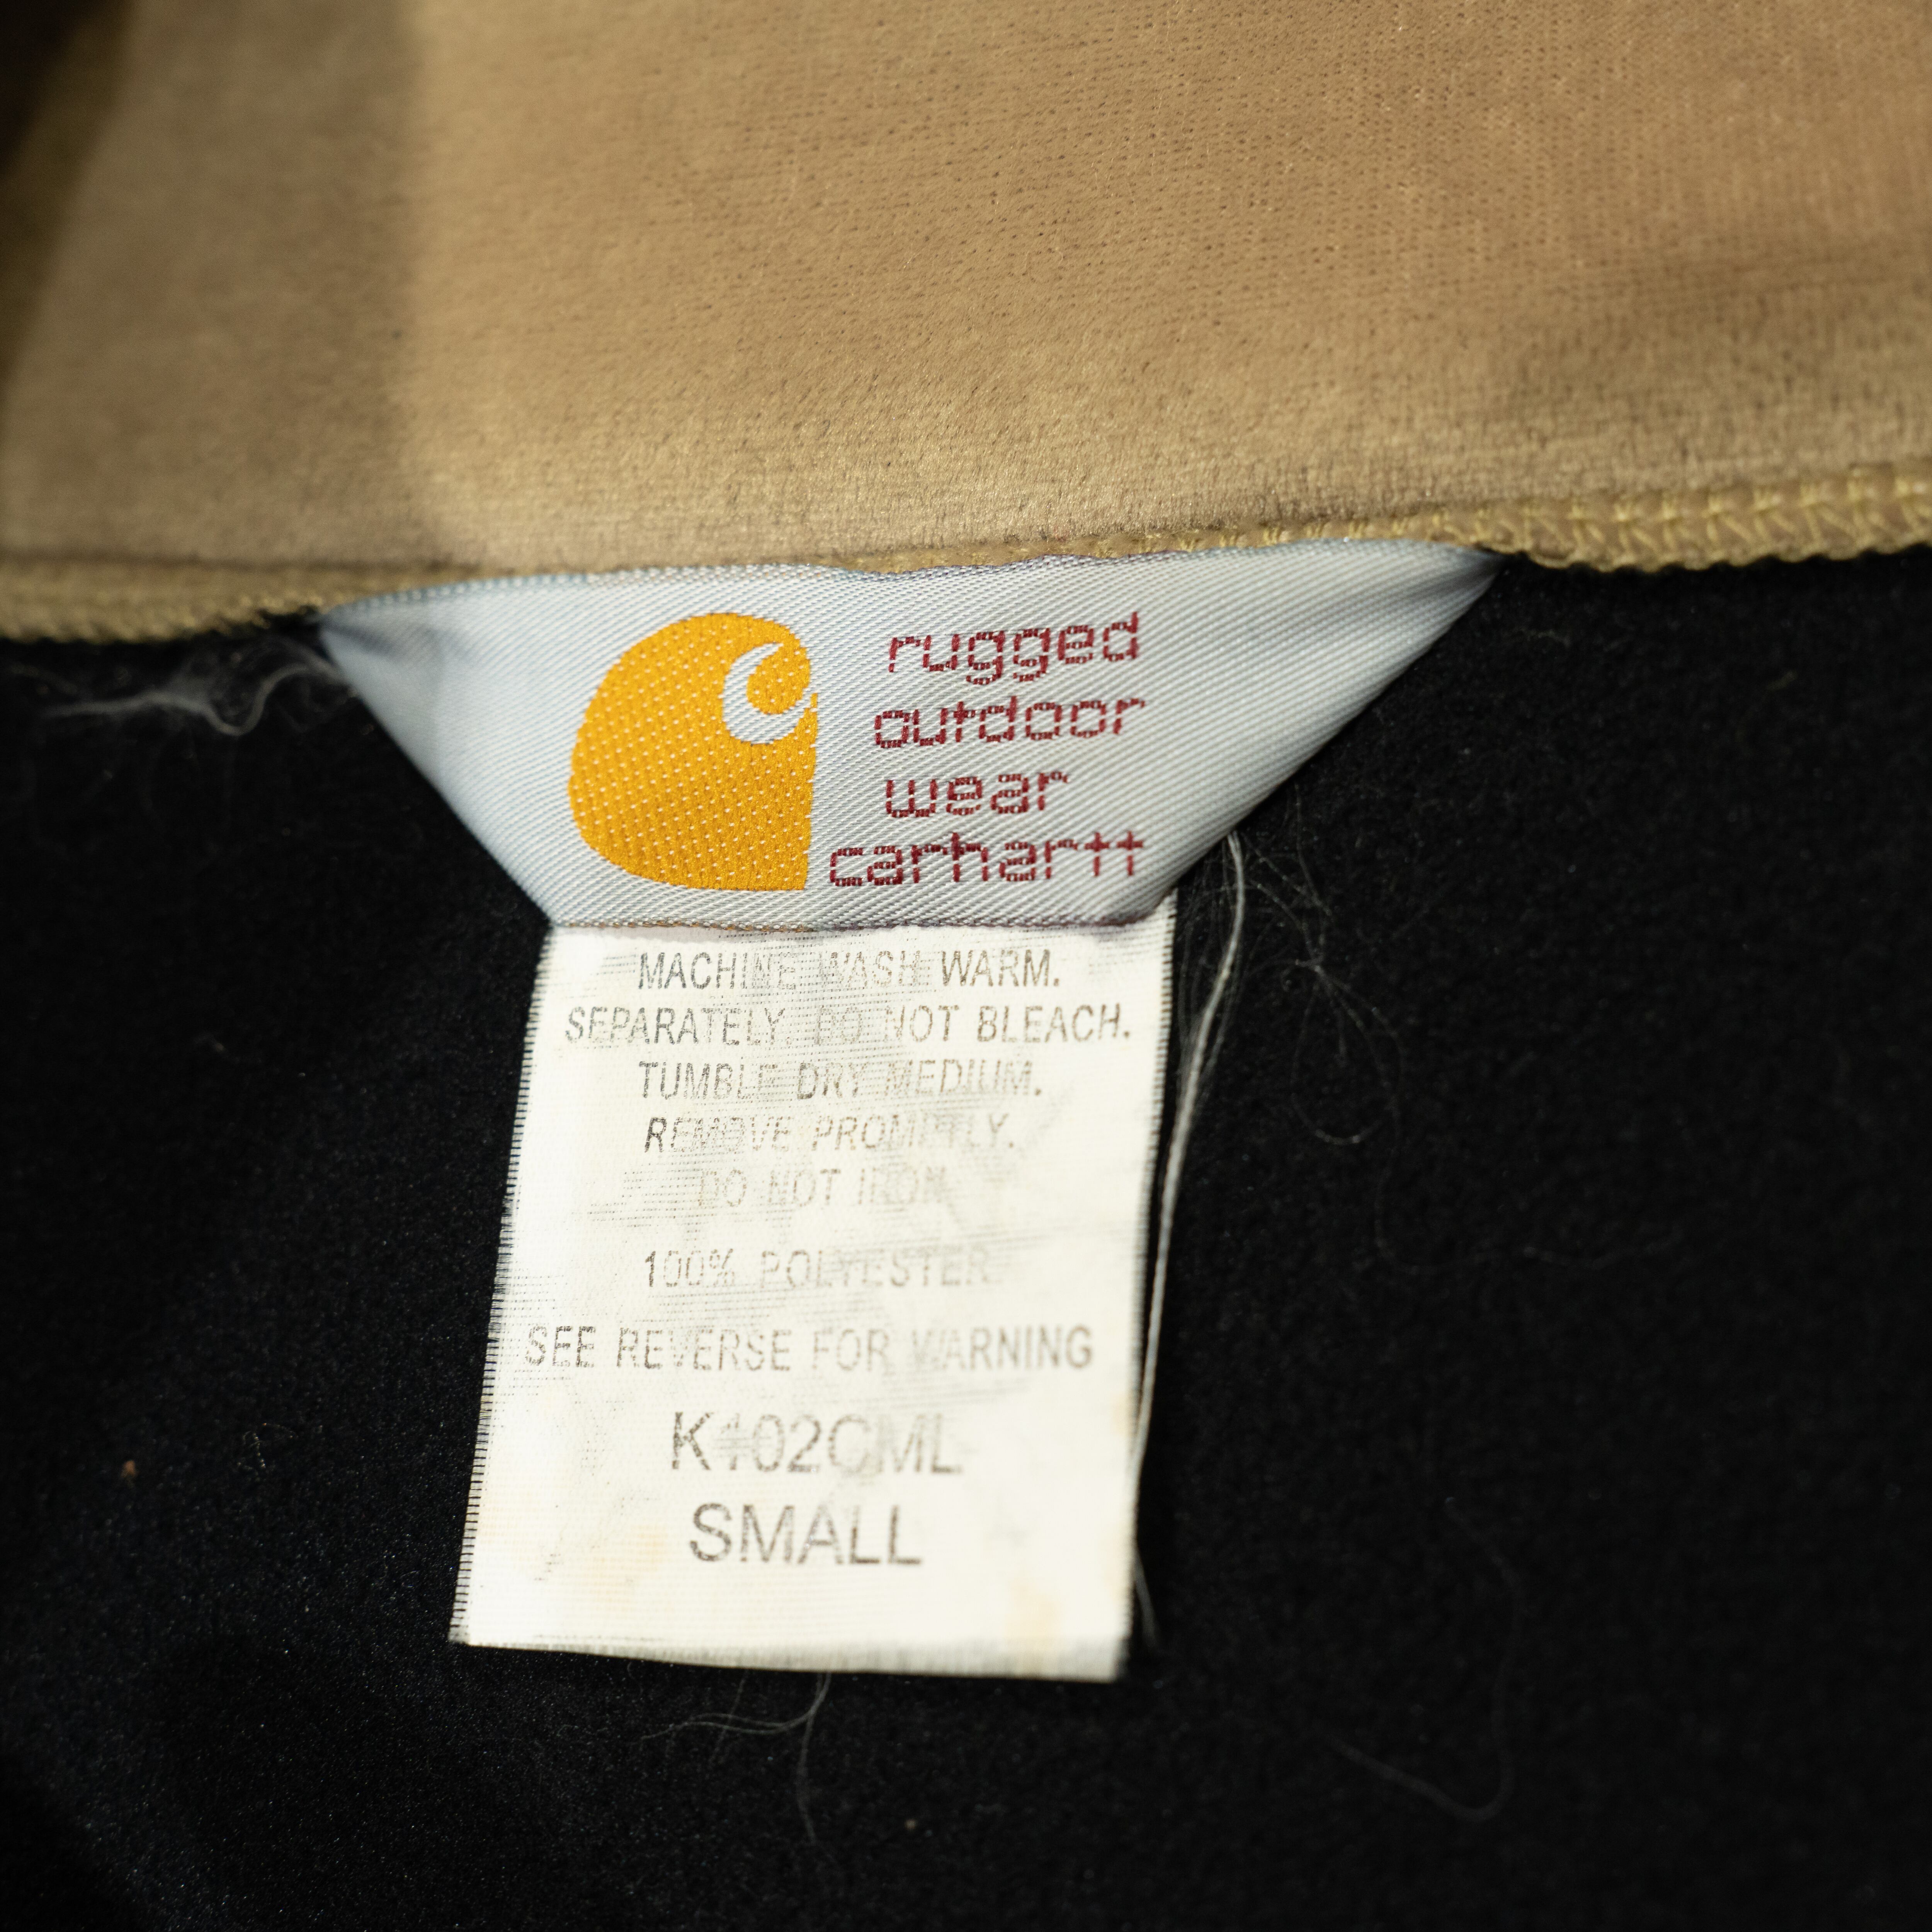 rugged
outdoor
wear
carhartt
MACHINE WASH WARM.
SEPARATELY. DO NOT BLEACH.
TUMBLE DRY MEDIUM.
REMOVE PROMPTLY.
DO NOT IRON
100% POLYESTER
SEE REVERSE FOR WARNING
K102CML
SMALL